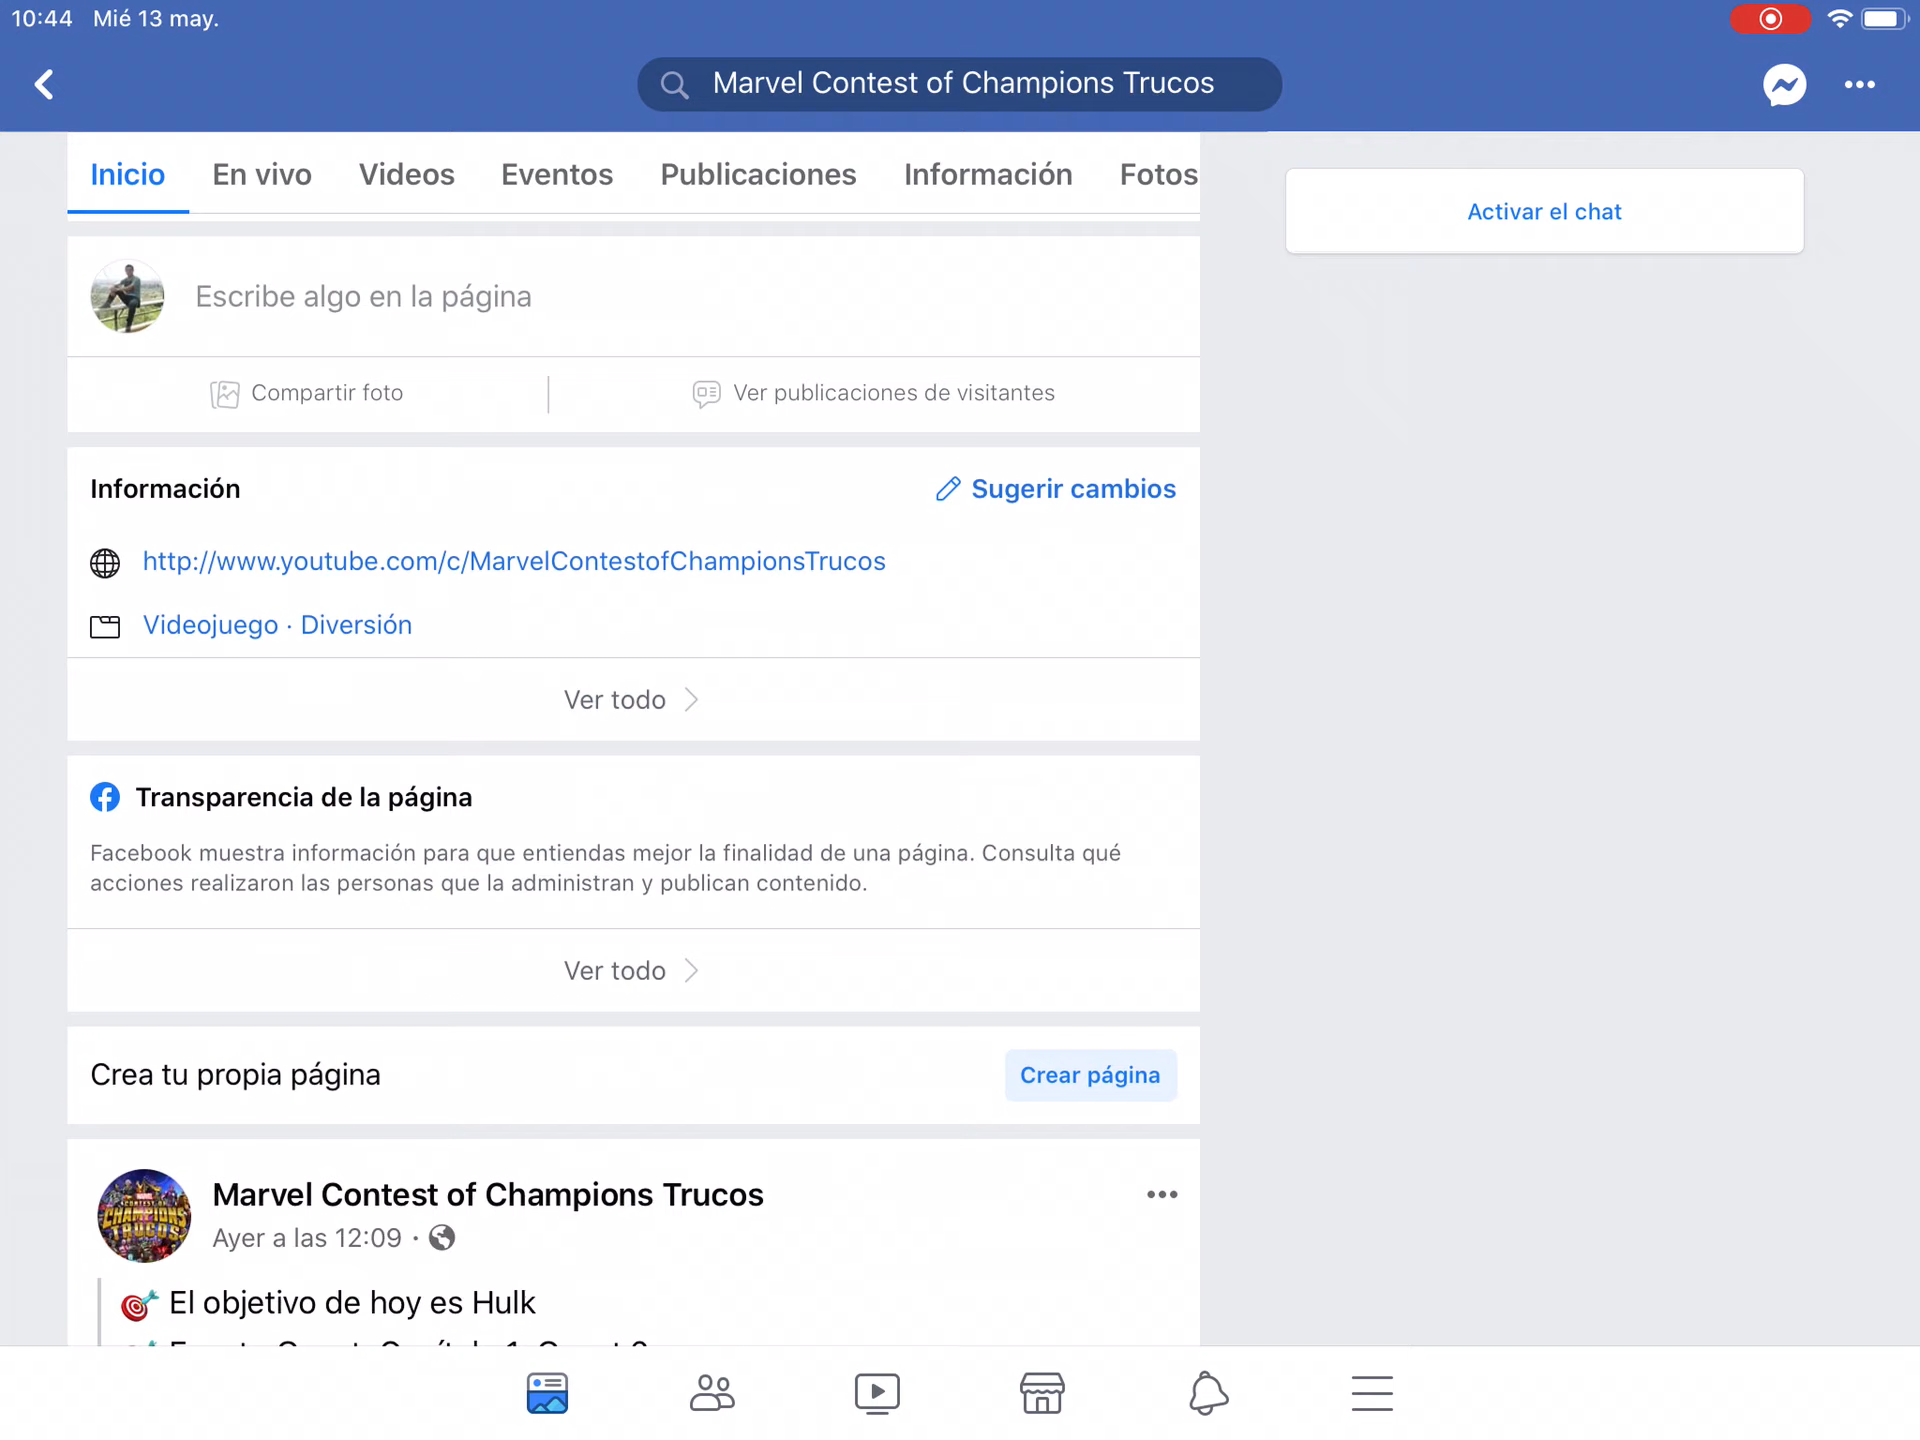 10:44 Mié 13 may.
Marvel Contest of Champions Trucos
Inicio En vivo Videos Eventos Publicaciones Información Fotos
Activar el chat
Escribe algo en la página
Compartir foto
Ver publicaciones de visitantes
Información
Sugerir cambios
http://www.youtube.com/c/MarvelContestofChampionsTrucos
Videojuego · Diversión
Ver todo
Transparencia de la página
Facebook muestra información para que entiendas mejor la finalidad de una página. Consulta qué
acciones realizaron las personas que la administran y publican contenido.
Ver todo
Crea tu propia página
Crear página
CHAMPIONS
TRUCOS
Marvel Contest of Champions Trucos
Ayer a las 12:09 ·
El objetivo de hoy es Hulk